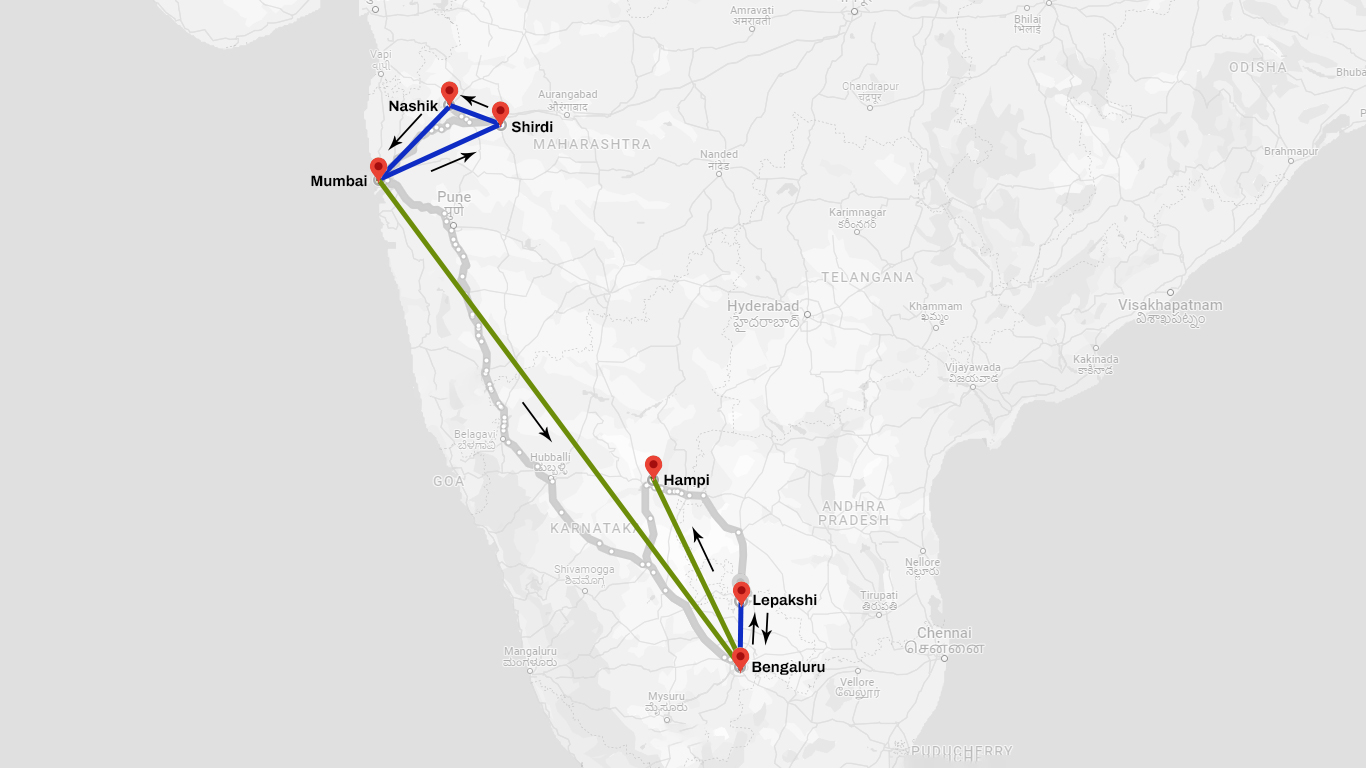 Amravati
अमरावती
Bhilai
भिलाई
Vapi
वापी
ODISHA
Bhuba
Nashik
Aurangabad
औरंगाबाद
Chandrapur
चंद्रपूर
Shirdi
MAHARASHTRA
Nanded
नांदेड
Brahmapur
Mumbai
Pune
पुणे
Karimnagar
కరీంనగర్
TELANGANA
Hyderabad
హైదరాబాద్
Khammam
ఖమ్మం
Visakhapatnam
విశాఖపట్నం
Kakinada
కాకినాడ
Vijayawada
విజయవాడ
Belagavi
ಬೆಳಗಾವಿ
Hubballi
ಹುಬ್ಬಳ್ಳಿ
GOA
Hampi
ANDHRA
PRADESH
KARNATAK
Nellore
నెల్లూరు
Shivamogga
ಶಿವಮೊಗ್ಗ
Lepakshi
Tirupati
తిరుపతి
Chennai
சென்னை
Mangaluru
ಮಂಗಳೂರು
Bengaluru
Vellore
வேலூர்
Mysuru
ಮೈಸೂರು
PUDUCHERRY